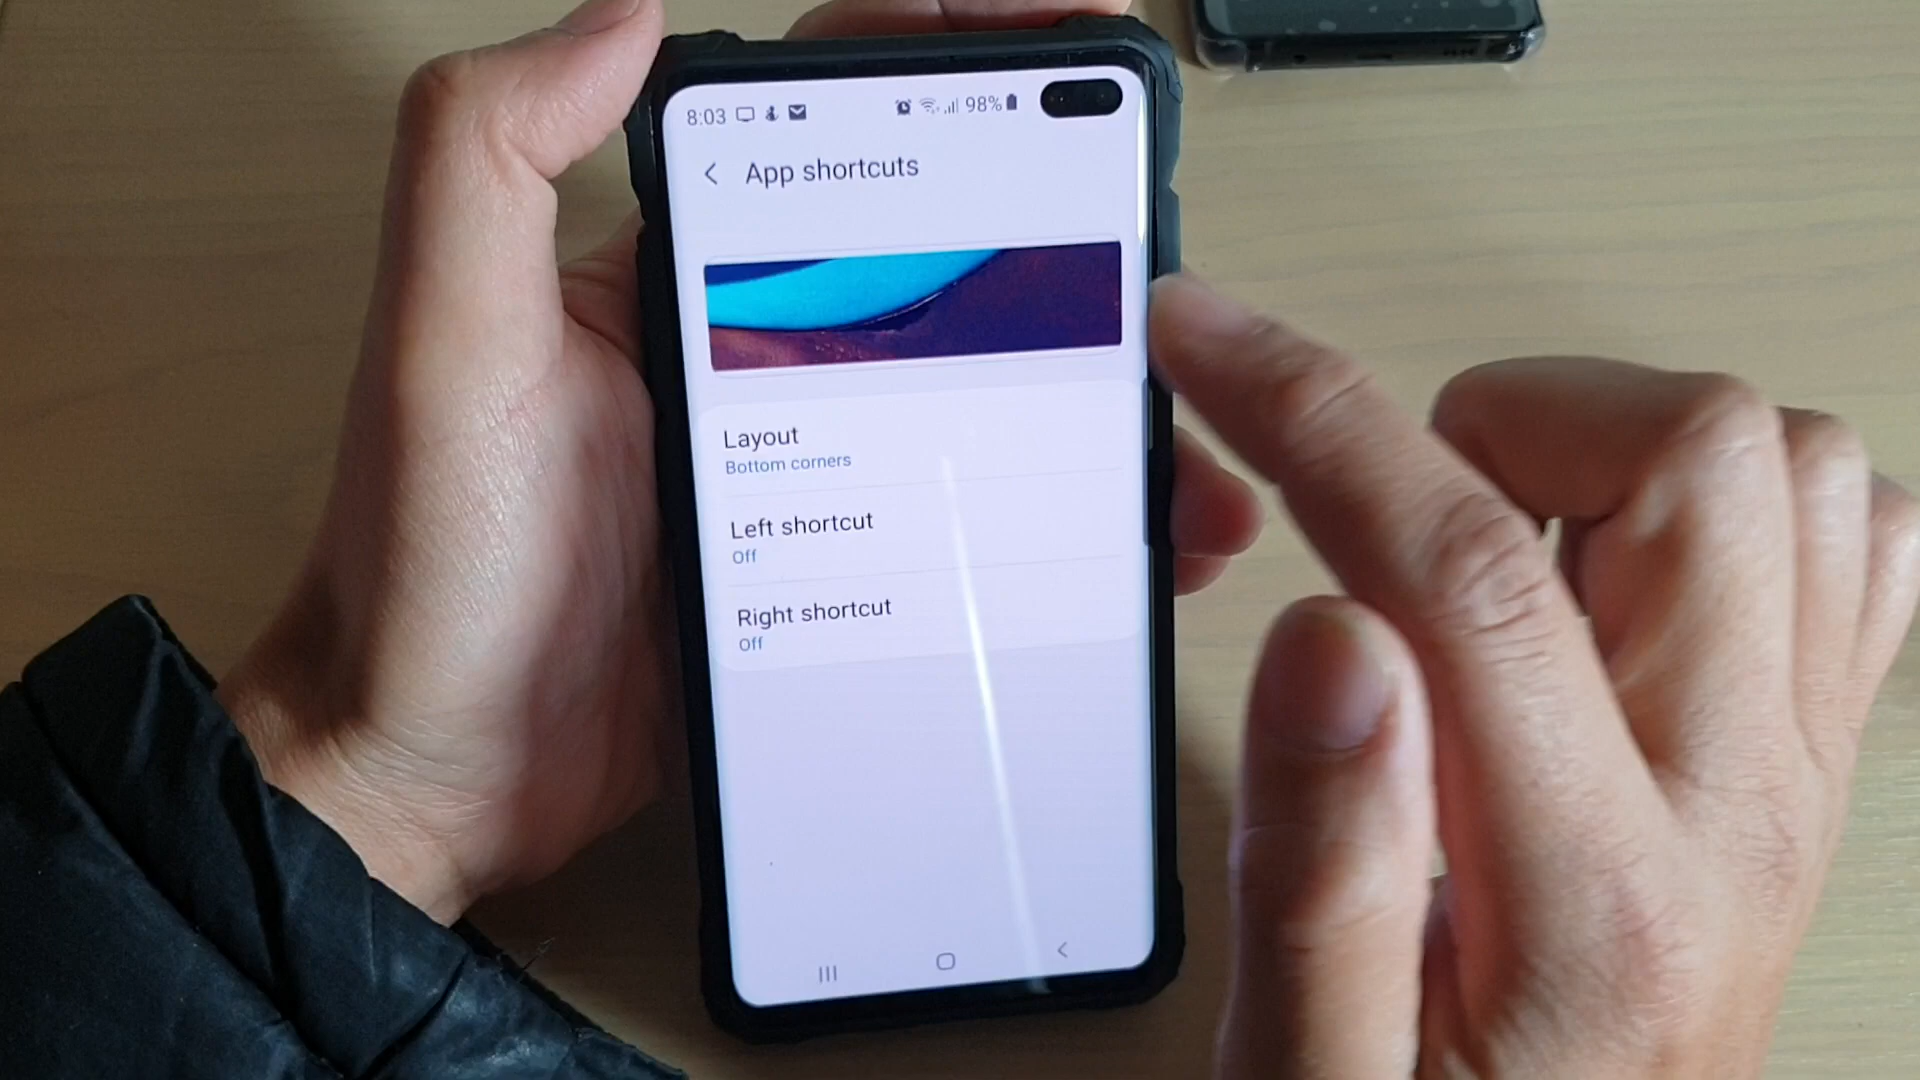 8:03 98%
App shortcuts
Layout
Bottom corners
Left shortcut
Off
Right shortcut
Off